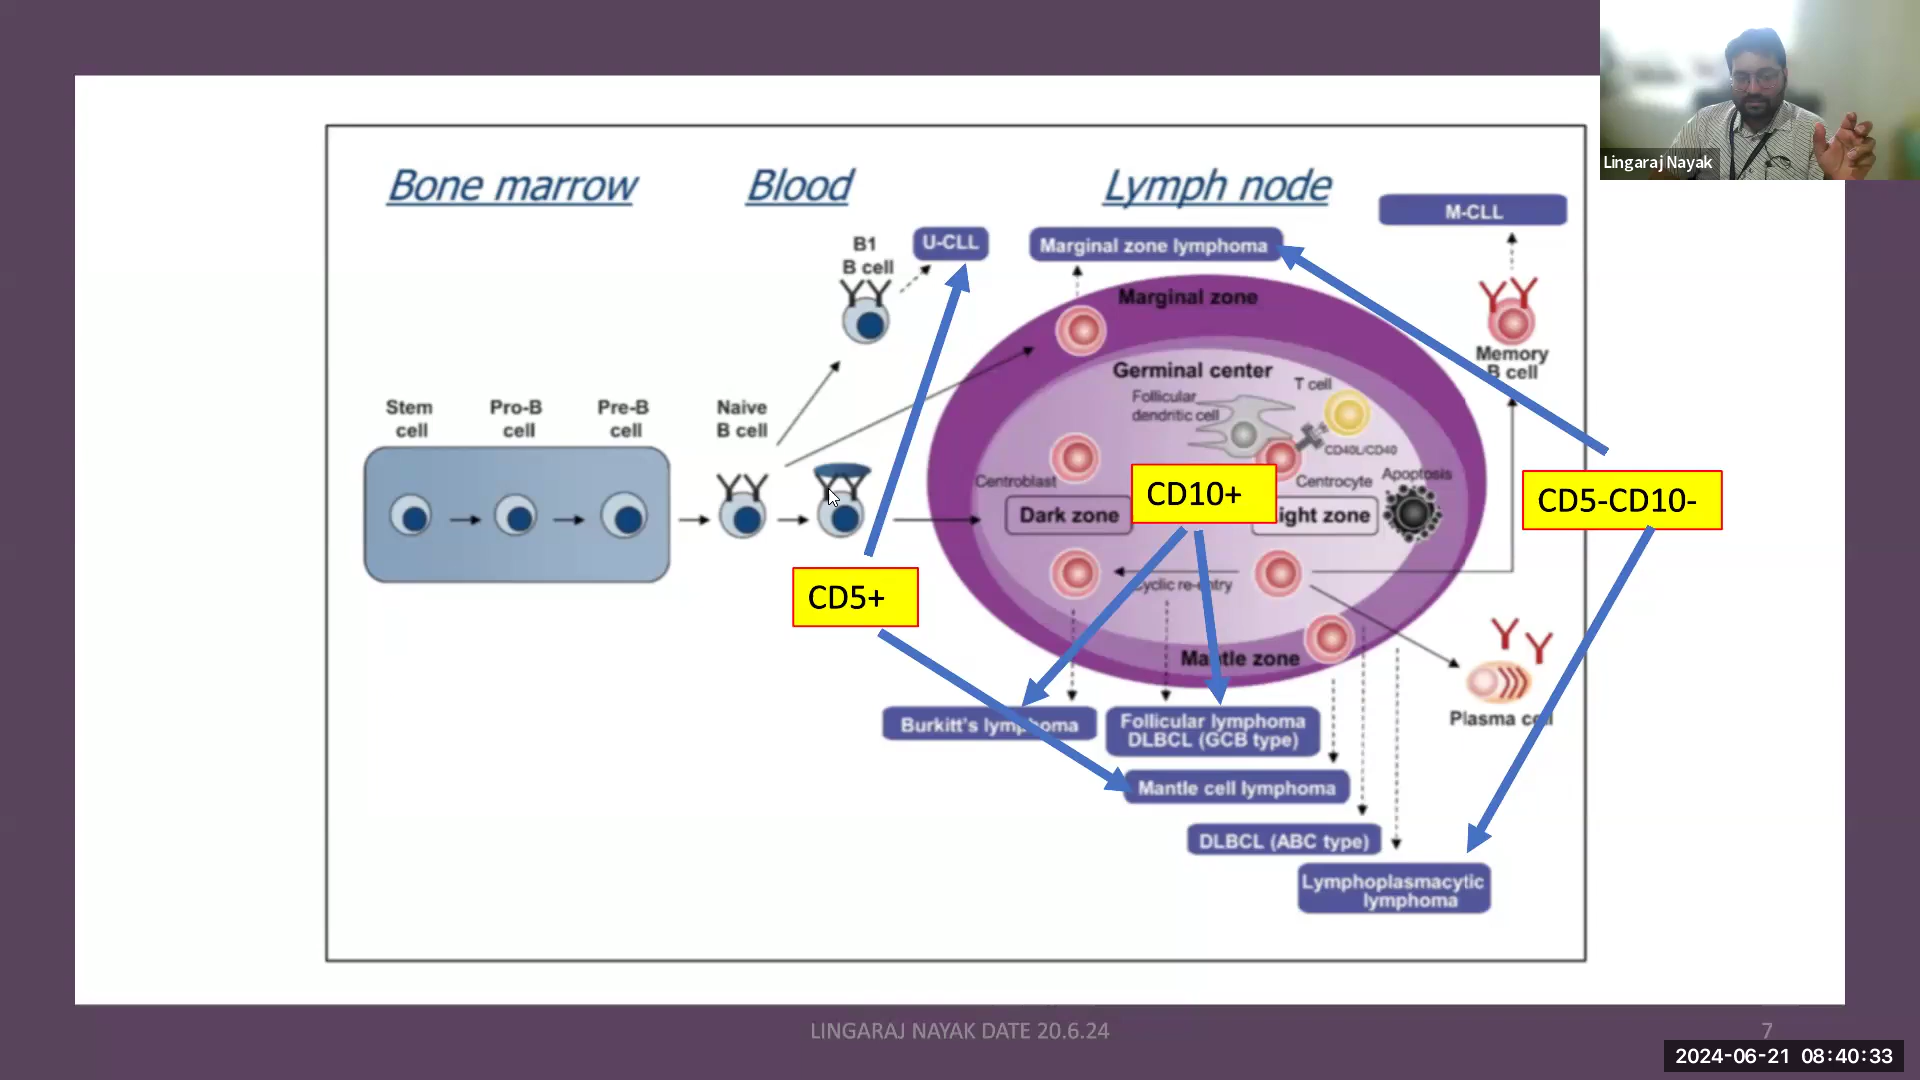 Lingaraj Nayak
Bone marrow
Blood
Lymph node
M-CLL
B1
B cell
U-CLL
Marginal zone lymphoma
Marginal zone
Memory
B cell
Germinal center
T cell
Follicular
dendritic cell
CD40L/CD40
Stem
cell
Pro-B
cell
Pre-B
cell
Naive
B cell
Centroblast
CD10+
Centrocyte
Apoptosis
CD5-CD10-
Dark zone
ight zone
Cyclic re-entry
CD5+
Mantle zone
Plasma cell
Burkitt's lymphoma
Follicular lymphoma
DLBCL (GCB type)
Mantle cell lymphoma
DLBCL (ABC type)
Lymphoplasmacytic
lymphoma
LINGARAJ NAYAK DATE 20.6.24
7
2024-06-21 08:40:33